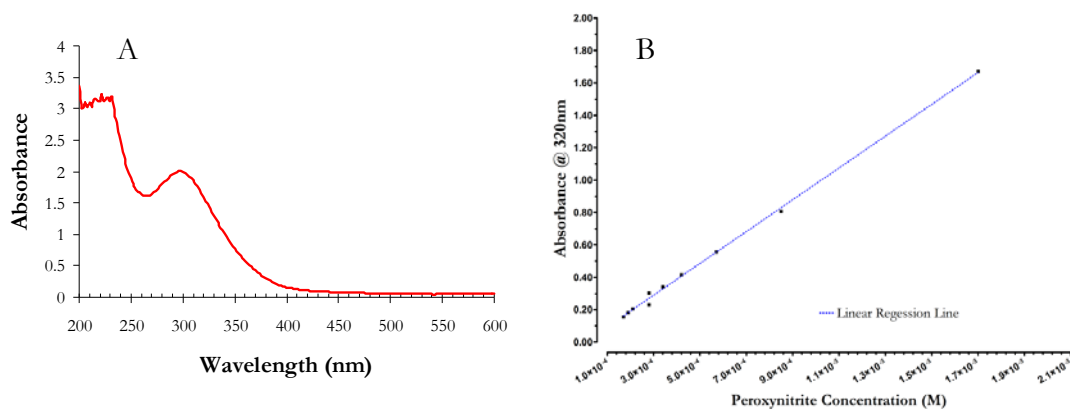 A
4
3.5
3
2.5
2
1.5
1
0.5
0
200 250 300 350 400 450 500 550 600
Absorbance
Wavelength (nm)
B
2.00
1.80
1.60
1.40
1.20
1.00
0.80
0.60
0.40
0.20
0.00
1.0×10⁻⁴ 3.0×10⁻⁴ 5.0×10⁻⁴ 7.0×10⁻⁴ 9.0×10⁻⁴ 1.1×10⁻³ 1.3×10⁻³ 1.5×10⁻³ 1.7×10⁻³ 1.9×10⁻³ 2.1×10⁻³
Absorbance @ 320nm
Linear Regression Line
Peroxynitrite Concentration (M)